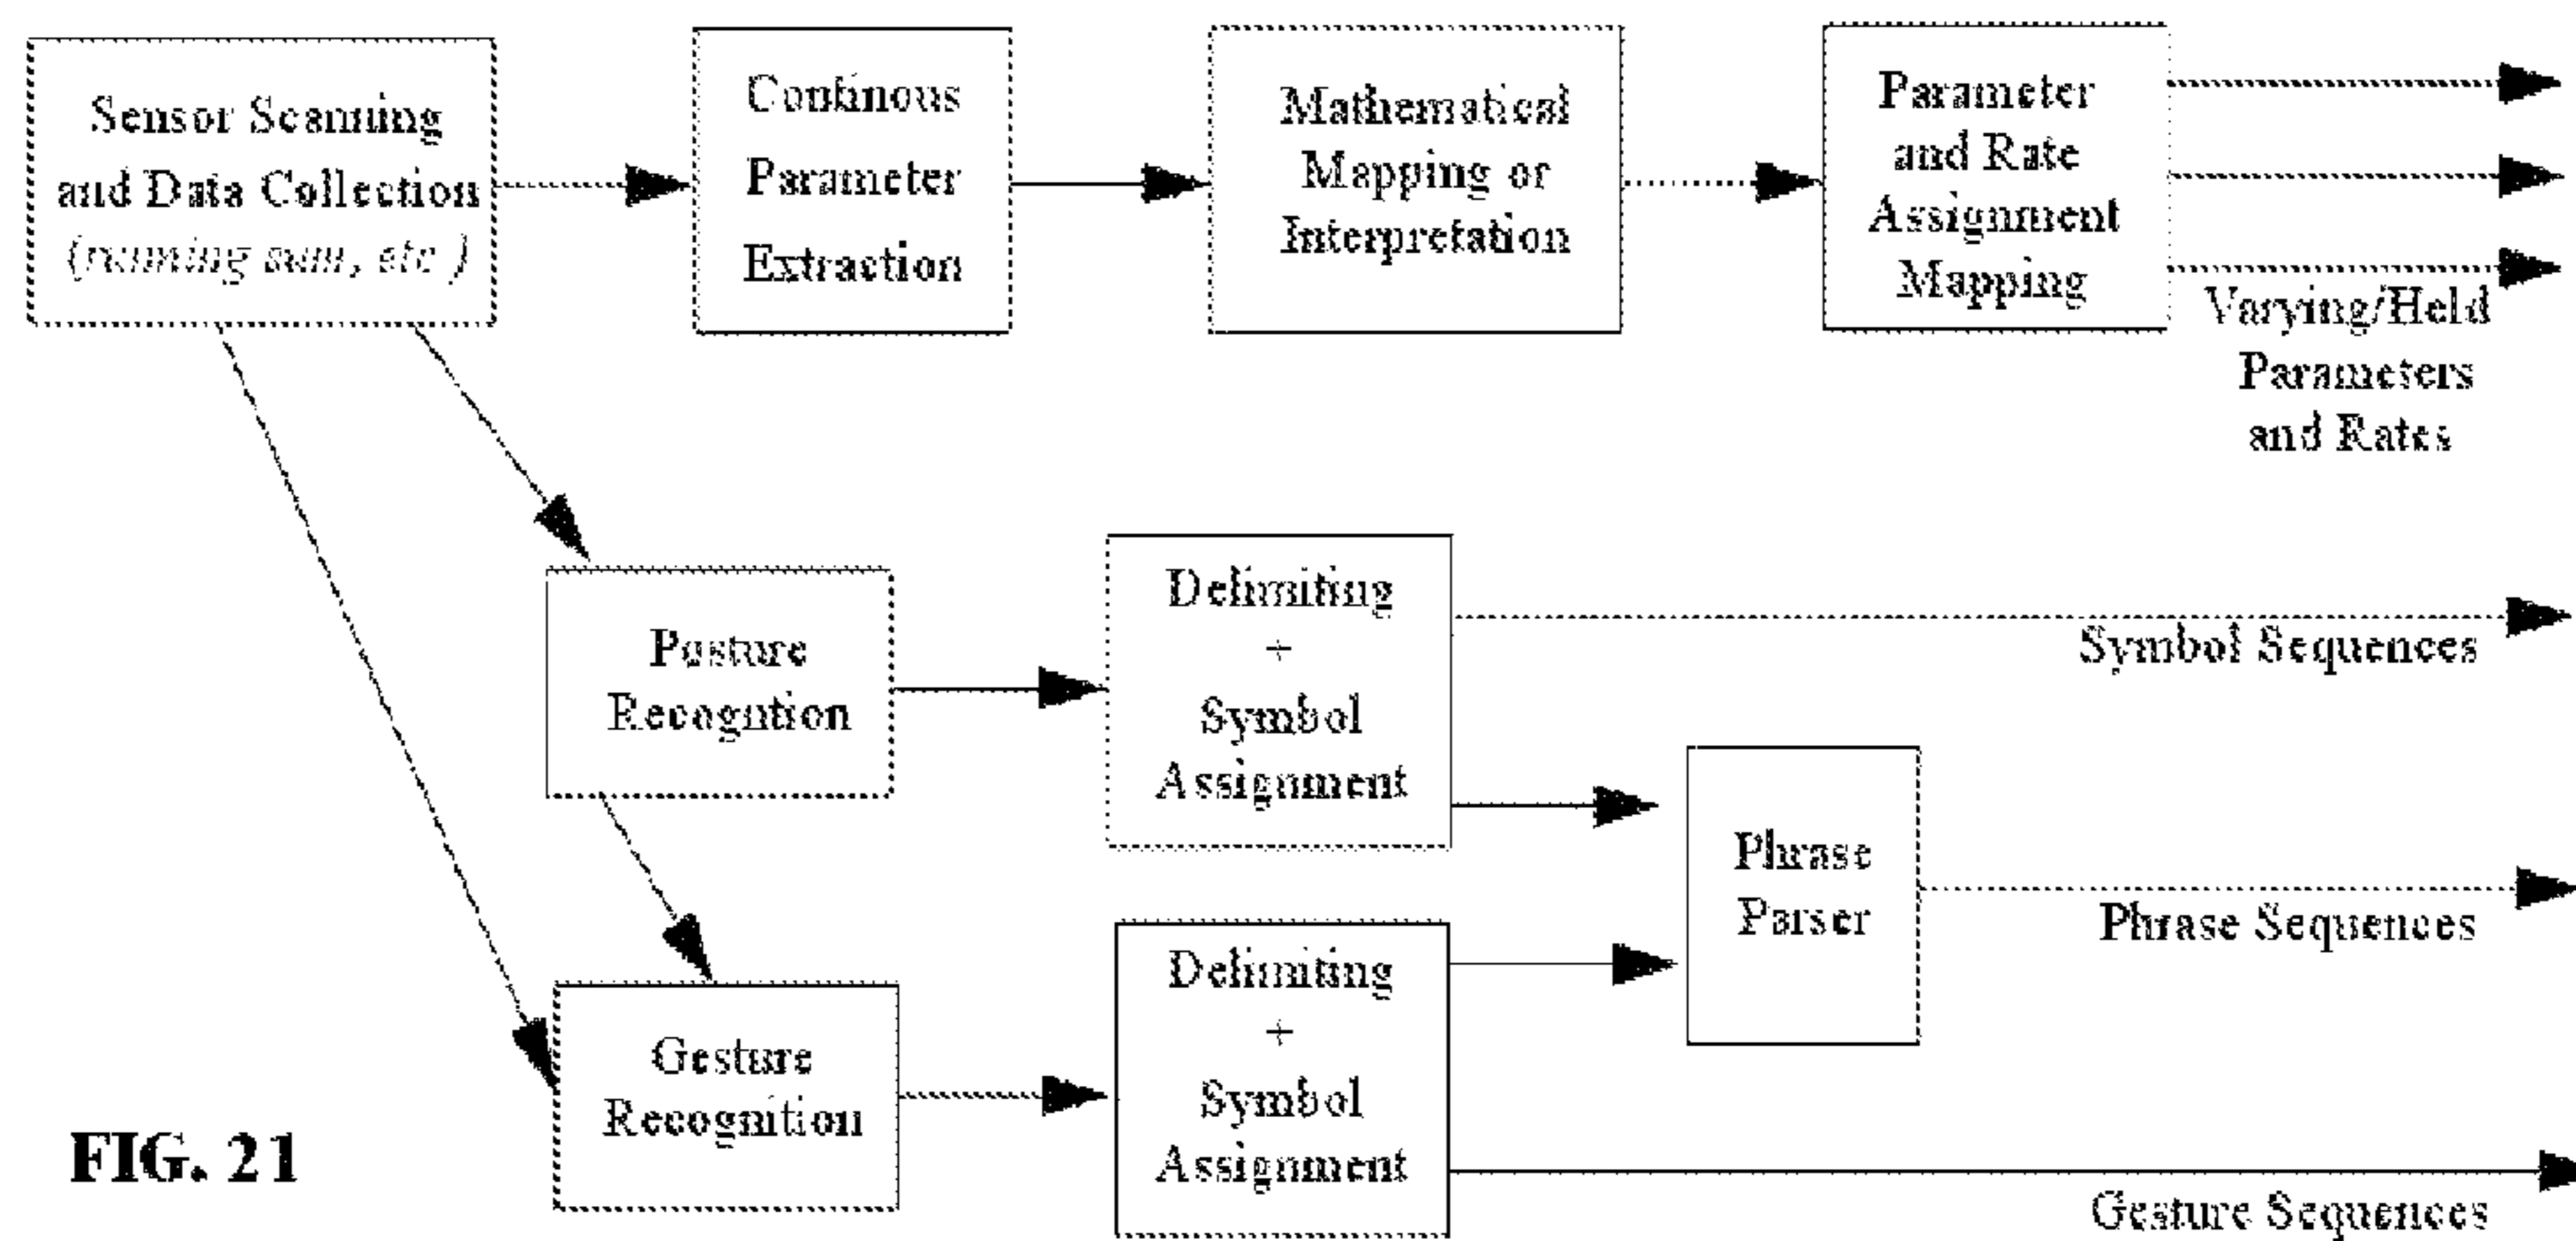 Sensor Scanning
and Data Collection
(running sum, etc )
Continous
Parameter
Extraction
Mathematical
Mapping or
Interpretation
Parameter
and Rate
Assignment
Mapping
Varying/Held
Parameters
and Rates
Posture
Recogntion
Delimiting
+
Symbol
Assignment
Symbol Sequences
Phrase
Parser
Phrase Sequences
Gesture
Recognition
Delimiting
+
Symbol
Assignment
Gesture Sequences
FIG. 21